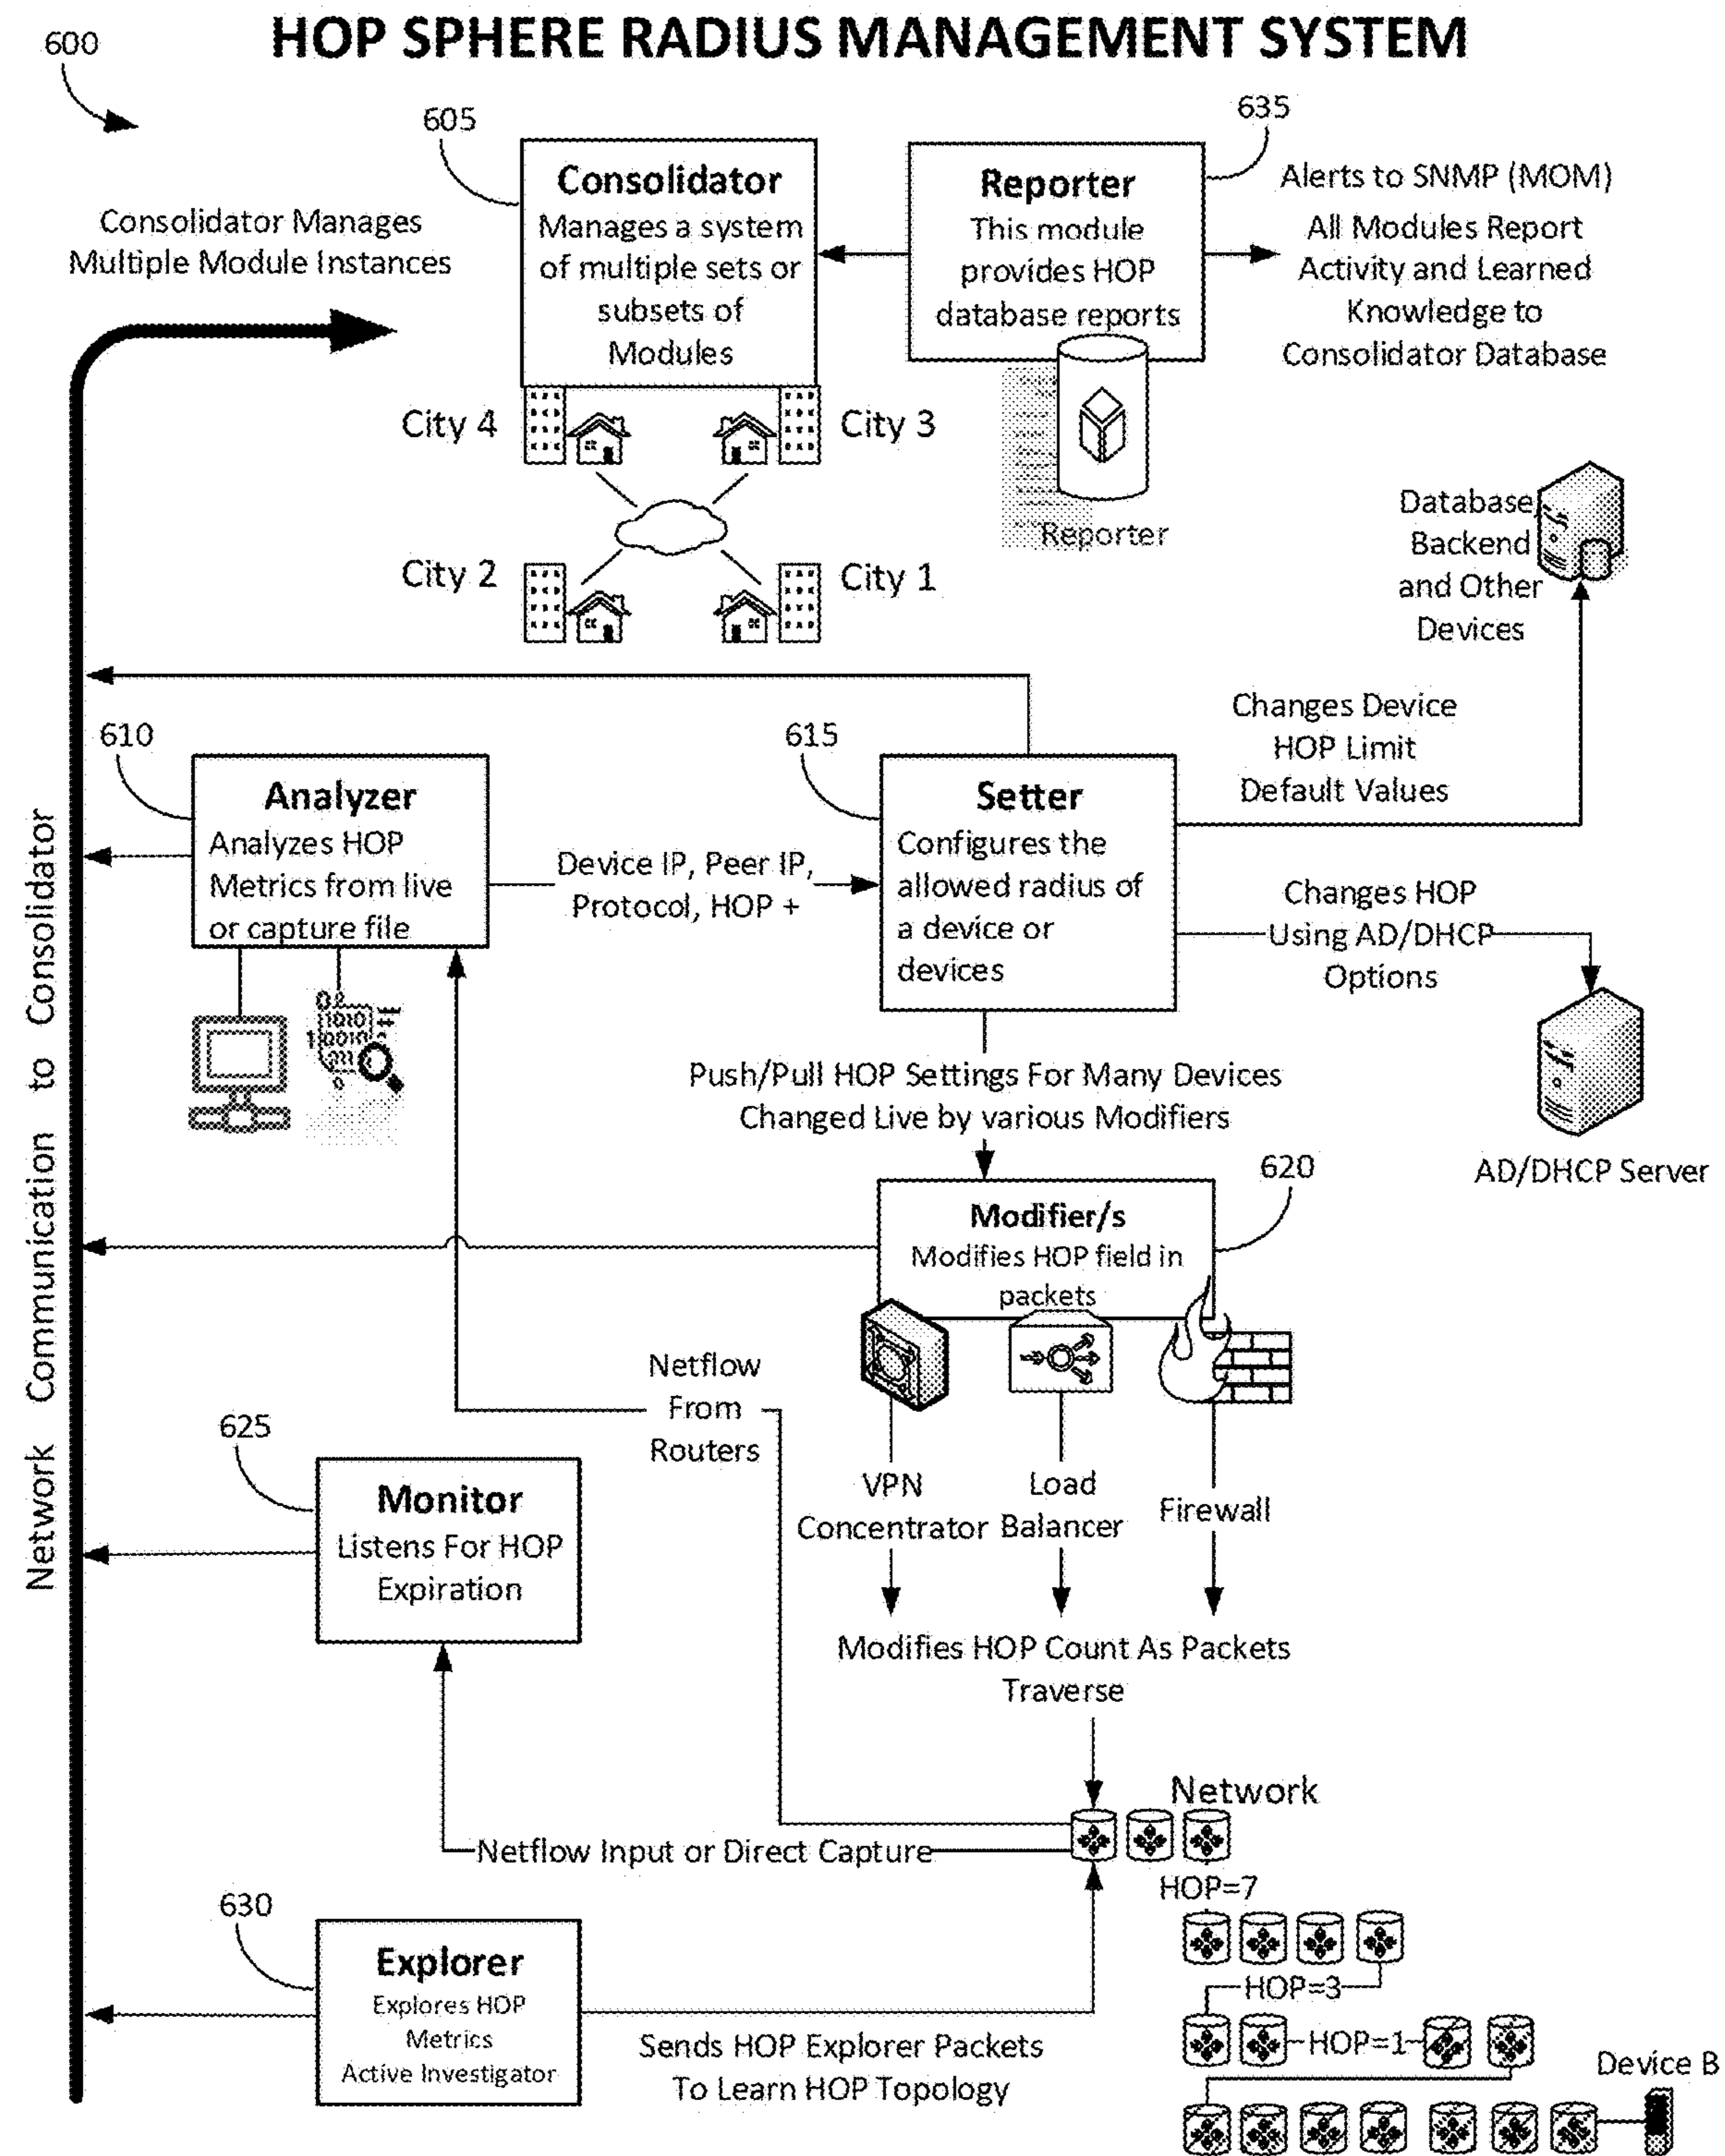 HOP SPHERE RADIUS MANAGEMENT SYSTEM
600
605
635
Consolidator Manages
Multiple Module Instances
Consolidator
Manages a system
of multiple sets or
subsets of
Modules
Reporter
This module
provides HOP
database reports
Alerts to SNMP (MOM)
All Modules Report
Activity and Learned
Knowledge to
Consolidator Database
City 4
City 3
City 2
City 1
Reporter
Database,
Backend
and Other
Devices
610
615
Analyzer
Analyzes HOP
Metrics from live
or capture file
Device IP, Peer IP,
Protocol, HOP +
Setter
Configures the
allowed radius of
a device or
devices
Changes Device
HOP Limit
Default Values
Changes HOP
Using AD/DHCP
Options
AD/DHCP Server
Push/Pull HOP Settings For Many Devices
Changed Live by various Modifiers
620
Modifier/s
Modifies HOP field in
packets
Network Communication to Consolidator
Netflow
From
Routers
VPN
Concentrator
Load
Balancer
Firewall
625
Monitor
Listens For HOP
Expiration
Modifies HOP Count As Packets
Traverse
Network
Netflow Input or Direct Capture
HOP=7
630
Explorer
Explores HOP
Metrics
Active Investigator
Sends HOP Explorer Packets
To Learn HOP Topology
HOP=3
HOP=1
Device B